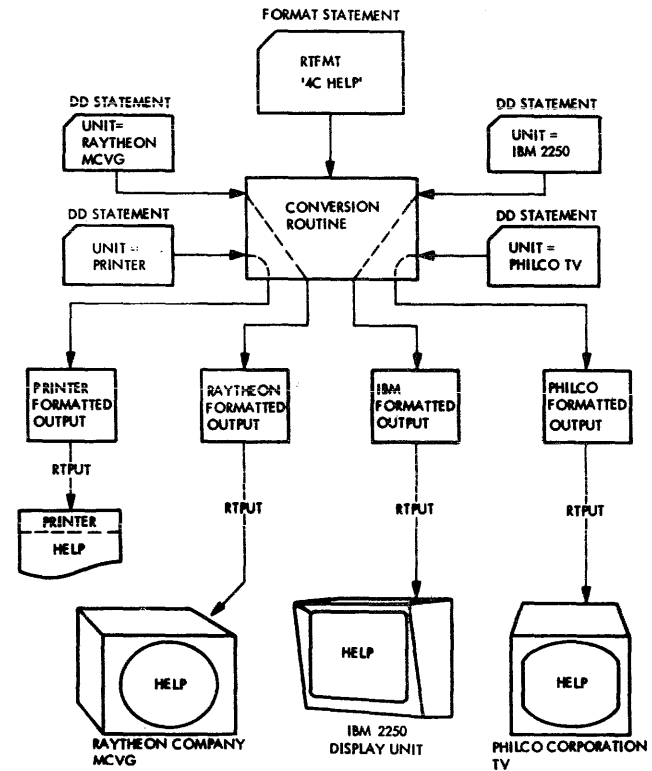 FORMAT STATEMENT
RTFMT
'4C HELP'
DD STATEMENT
UNIT=
RAYTHEON
MCVG
DD STATEMENT
UNIT =
IBM 2250
CONVERSION
ROUTINE
DD STATEMENT
UNIT =
PRINTER
DD STATEMENT
UNIT =
PHILCO TV
PRINTER
FORMATTED
OUTPUT
RAYTHEON
FORMATTED
OUTPUT
IBM
FORMATTED
OUTPUT
PHILCO
FORMATTED
OUTPUT
RTPUT
RTPUT
RTPUT
RTPUT
PRINTER
HELP
HELP
HELP
HELP
RAYTHEON COMPANY
MCVG
IBM 2250
DISPLAY UNIT
PHILCO CORPORATION
TV